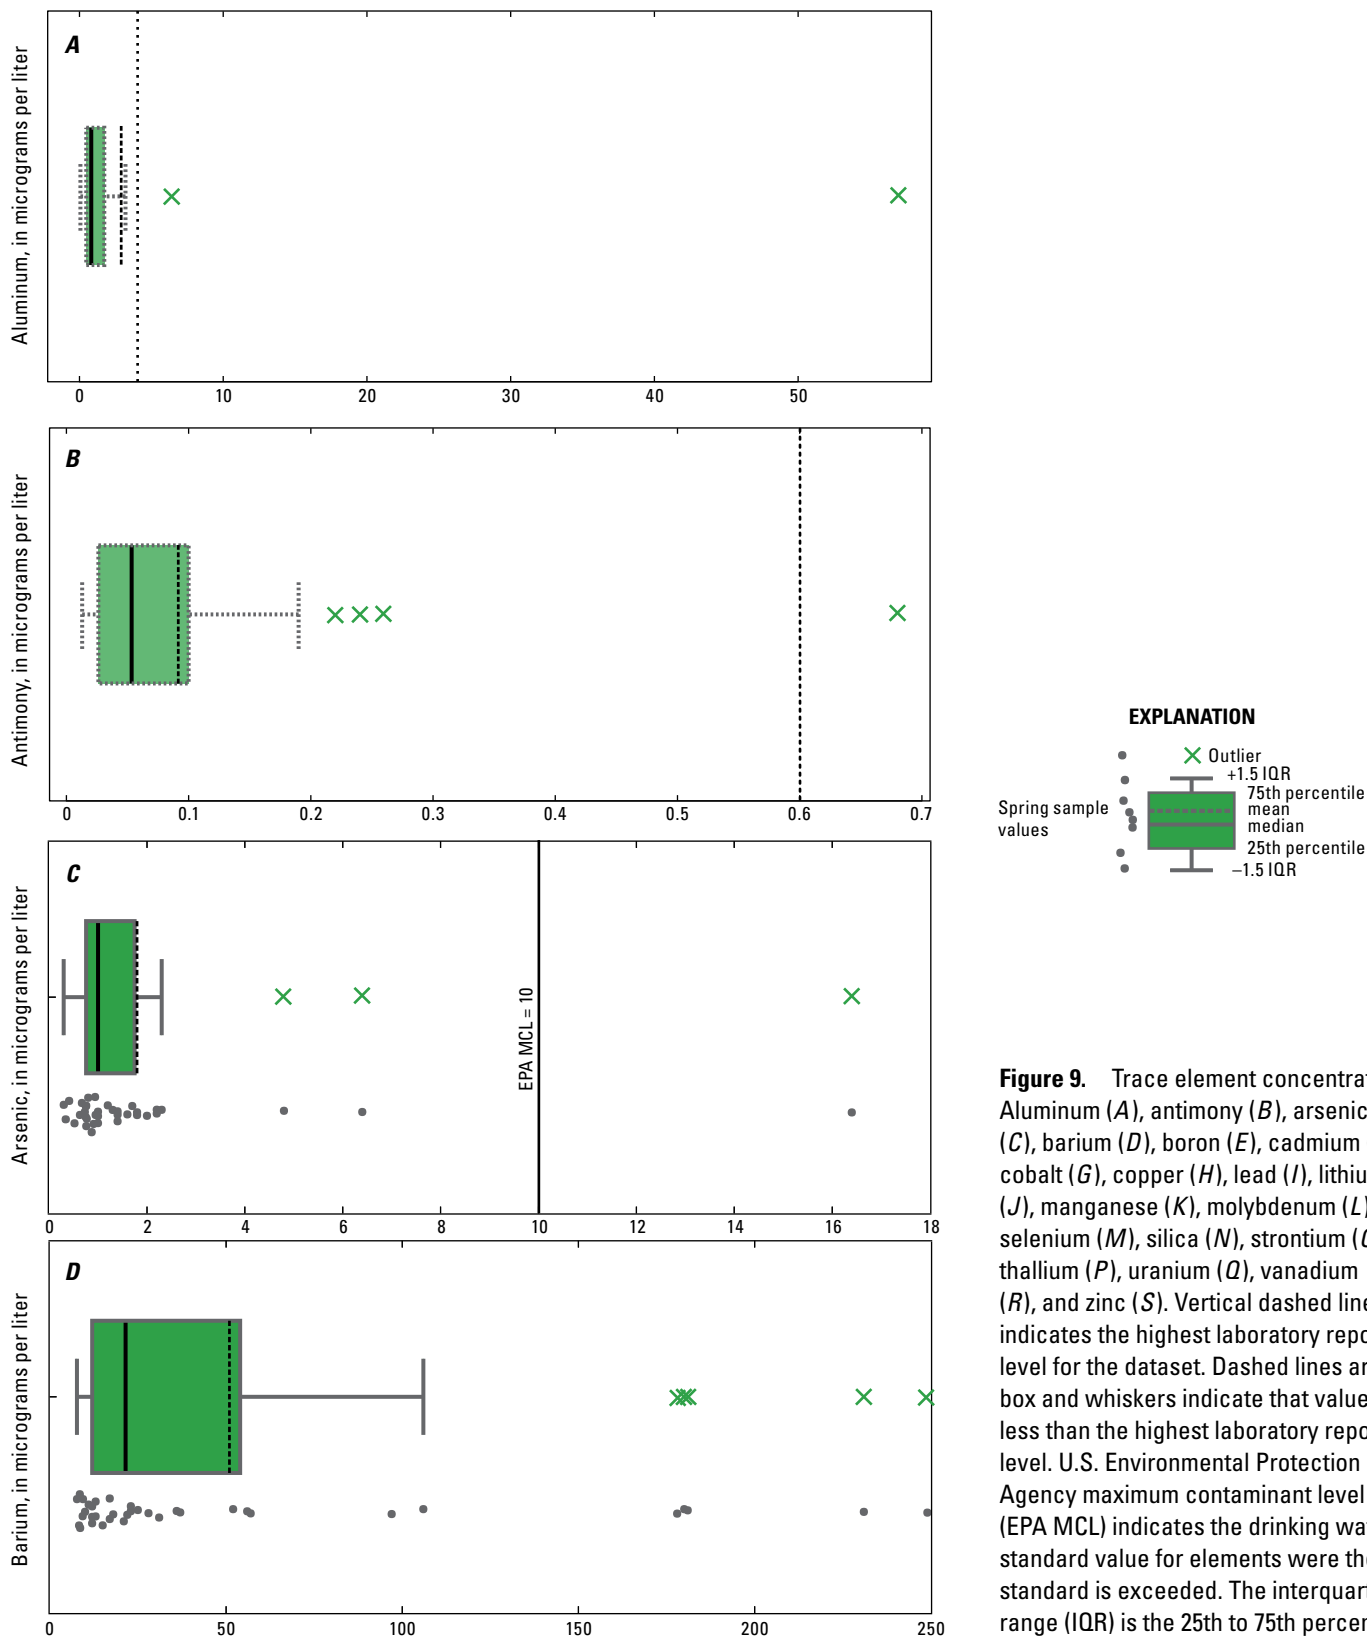 A
Aluminum, in micrograms per liter
0 10 20 30 40 50
B
Antimony, in micrograms per liter
0 0.1 0.2 0.3 0.4 0.5 0.6 0.7
C
Arsenic, in micrograms per liter
EPA MCL = 10
0 2 4 6 8 10 12 14 16 18
D
Barium, in micrograms per liter
0 50 100 150 200 250
EXPLANATION
Outlier
+1.5 IQR
75th percentile
Spring sample
values
mean
median
25th percentile
–1.5 IQR
Figure 9. Trace element concentrat
Aluminum (A), antimony (B), arsenic
(C), barium (D), boron (E), cadmium
cobalt (G), copper (H), lead (I), lithiu
(J), manganese (K), molybdenum (L)
selenium (M), silica (N), strontium (O
thallium (P), uranium (Q), vanadium
(R), and zinc (S). Vertical dashed line
indicates the highest laboratory repo
level for the dataset. Dashed lines ar
box and whiskers indicate that value
less than the highest laboratory repo
level. U.S. Environmental Protection
Agency maximum contaminant level
(EPA MCL) indicates the drinking wa
standard value for elements were the
standard is exceeded. The interquart
range (IQR) is the 25th to 75th percen